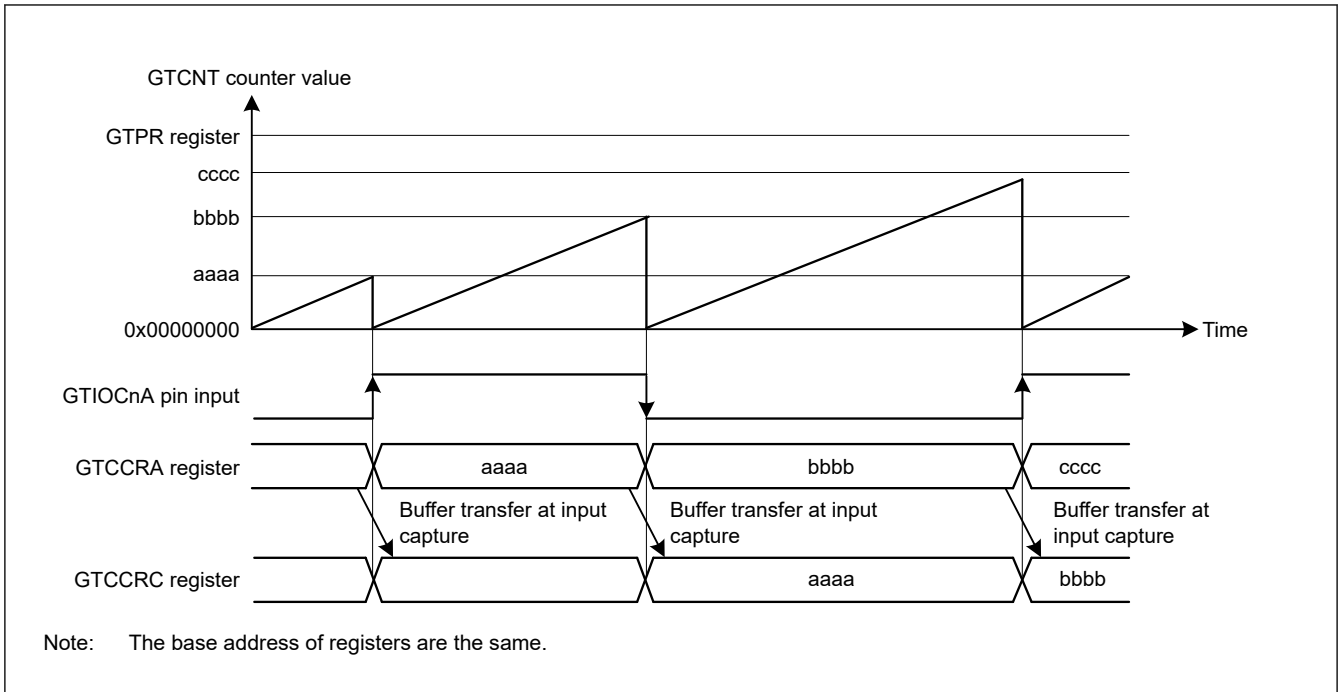 GTCNT counter value
GTPR register
cccc
bbbb
aaaa
0x00000000
Time
GTIOCnA pin input
GTCCRA register
aaaa
bbbb
cccc
Buffer transfer at input
capture
Buffer transfer at input
capture
Buffer transfer at
input capture
GTCCRC register
aaaa
bbbb
Note: The base address of registers are the same.